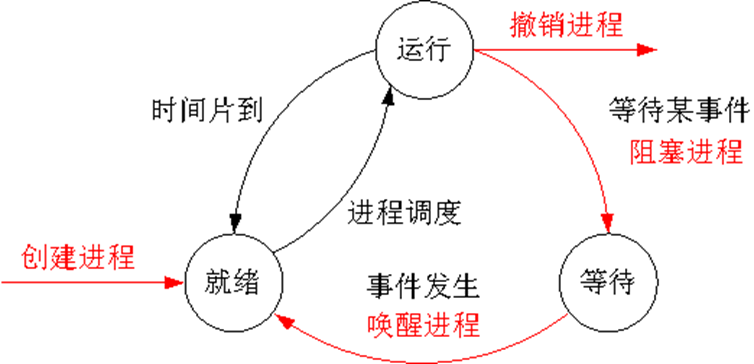 撤销进程
运行
等待某事件
阻塞进程
时间片到
进程调度
创建进程
就绪
事件发生
唤醒进程
等待